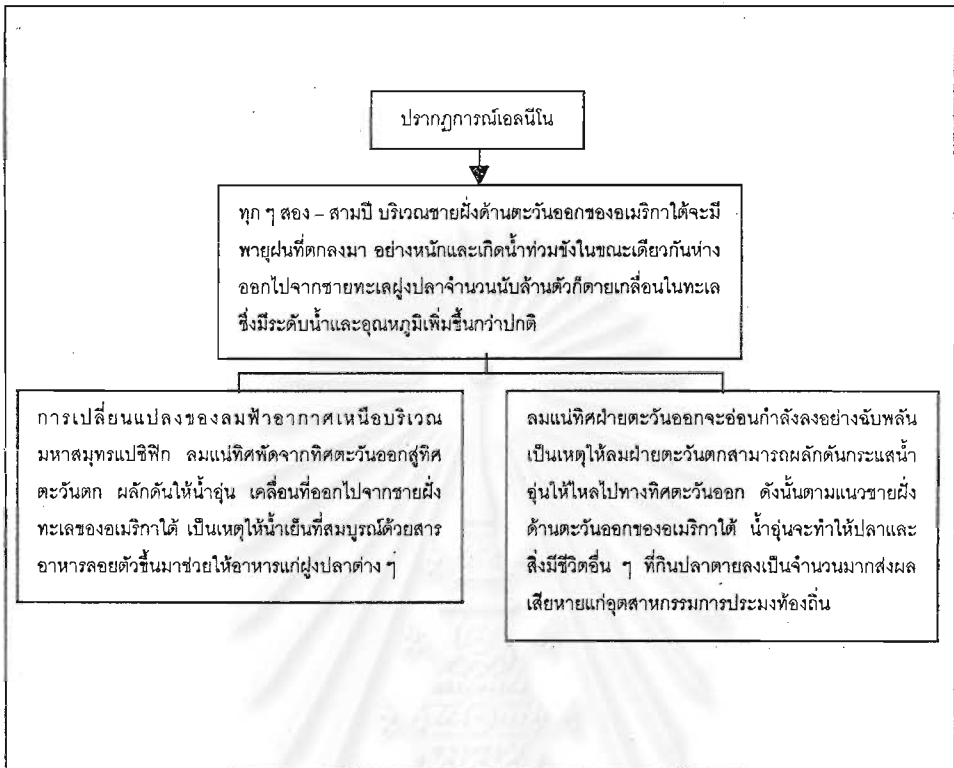 ปรากฏการณ์เอลนีโน
ทุก ๆ สอง – สามปี บริเวณชายฝั่งด้านตะวันออกของอเมริกาใต้จะมี
พายุฝนที่ตกลงมา อย่างหนักและเกิดน้ำท่วมขังในขณะเดียวกันห่าง
ออกไปจากชายทะเลฝูงปลาจำนวนนับล้านตัวก็ตายเกลื่อนในทะเล
ซึ่งมีระดับน้ำและอุณหภูมิเพิ่มขึ้นกว่าปกติ
การเปลี่ยนแปลงของลมฟ้าอากาศเหนือบริเวณ
มหาสมุทรแปซิฟิก ลมแน่ทิศพัดจากทิศตะวันออกสู่ทิศ
ตะวันตก ผลักดันให้น้ำอุ่น เคลื่อนที่ออกไปจากชายฝั่ง
ทะเลของอเมริกาใต้ เป็นเหตุให้น้ำเย็นที่สมบูรณ์ด้วยสาร
อาหารลอยตัวขึ้นมาช่วยให้อาหารแก่ฝูงปลาต่าง ๆ
ลมแน่ทิศฝ่ายตะวันออกจะอ่อนกำลังลงอย่างฉับพลัน
เป็นเหตุให้ลมฝ่ายตะวันตกสามารถผลักดันกระแสน้ำ
อุ่นให้ไหลไปทางทิศตะวันออก ดังนั้นตามแนวชายฝั่ง
ด้านตะวันออกของอเมริกาใต้ น้ำอุ่นจะทำให้ปลาและ
สิ่งมีชีวิตอื่น ๆ ที่กินปลาตายลงเป็นจำนวนมากส่งผล
เสียหายแก่อุตสาหกรรมการประมงท้องถิ่น